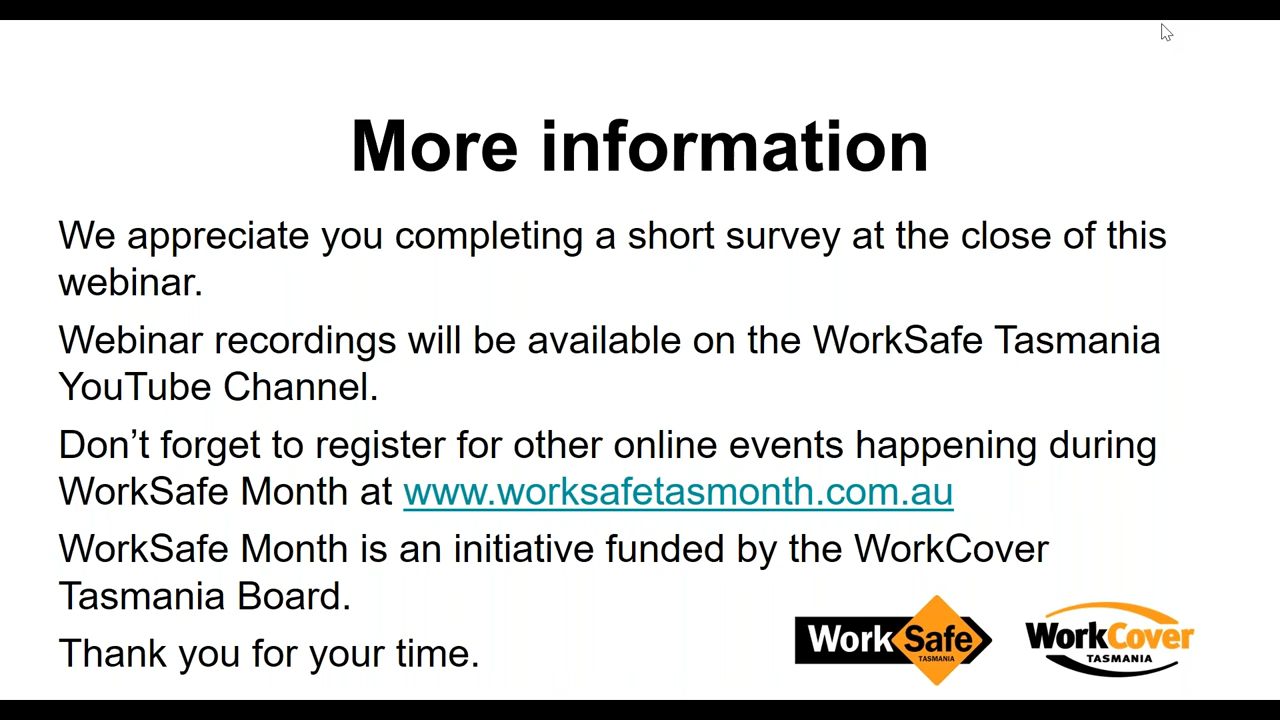 More information
We appreciate you completing a short survey at the close of this
webinar.
Webinar recordings will be available on the WorkSafe Tasmania
YouTube Channel.
Don’t forget to register for other online events happening during
WorkSafe Month at www.worksafetasmonth.com.au
WorkSafe Month is an initiative funded by the WorkCover
Tasmania Board.
Thank you for your time.
WorkSafe
TASMANIA
WorkCover
TASMANIA